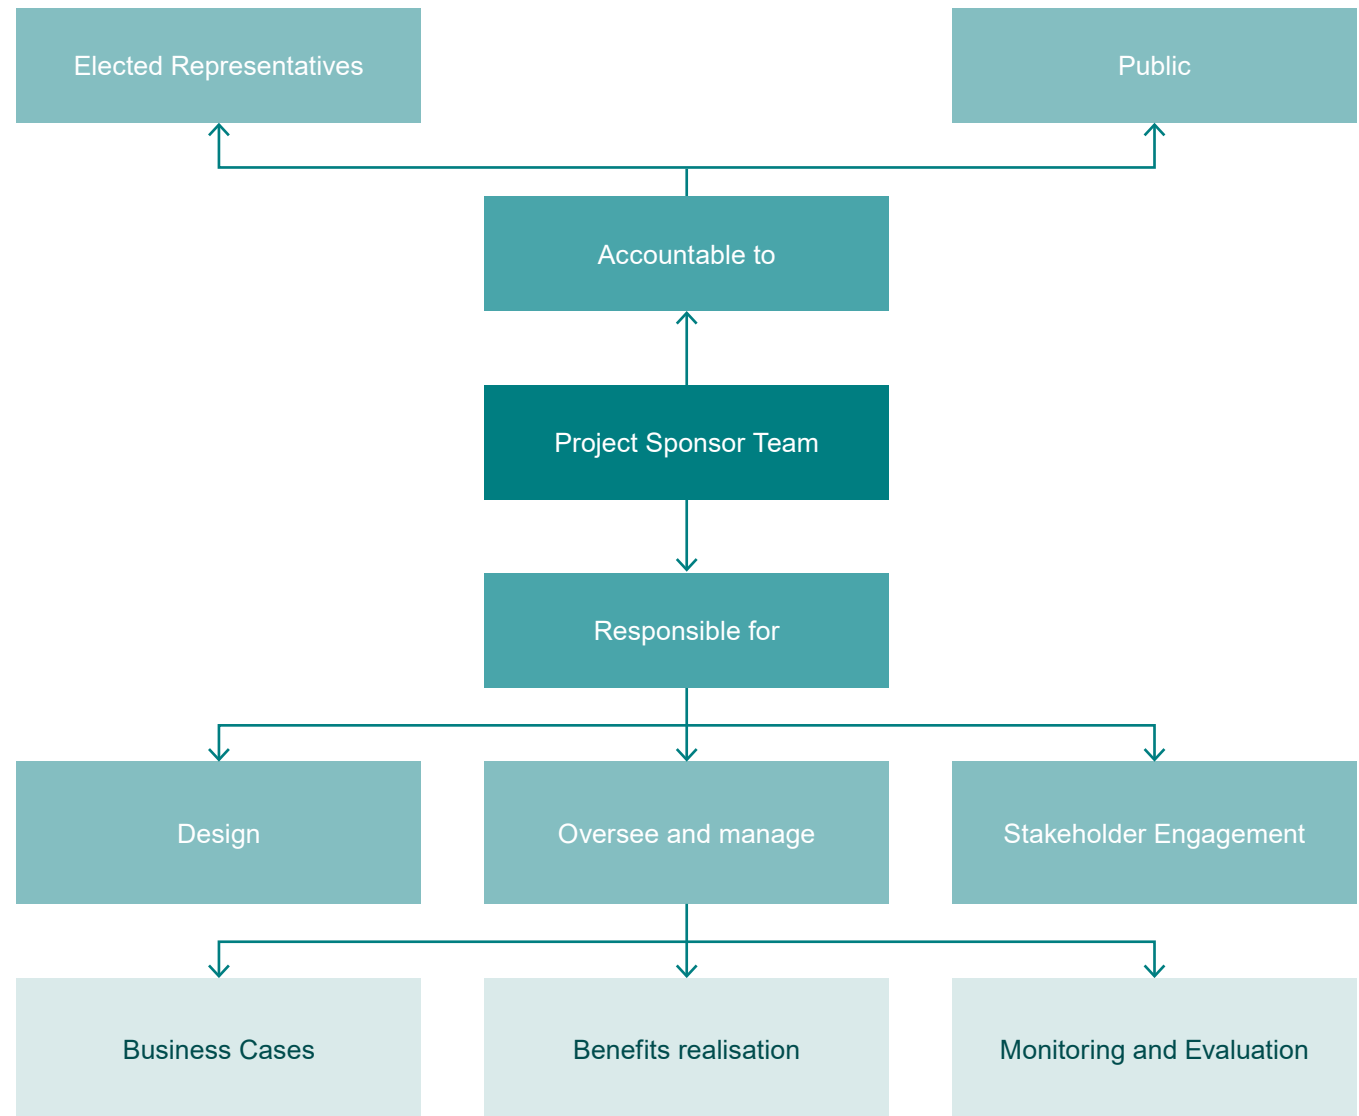 Elected Representatives
Public
Accountable to
Project Sponsor Team
Responsible for
Design
Oversee and manage
Stakeholder Engagement
Business Cases
Benefits realisation
Monitoring and Evaluation